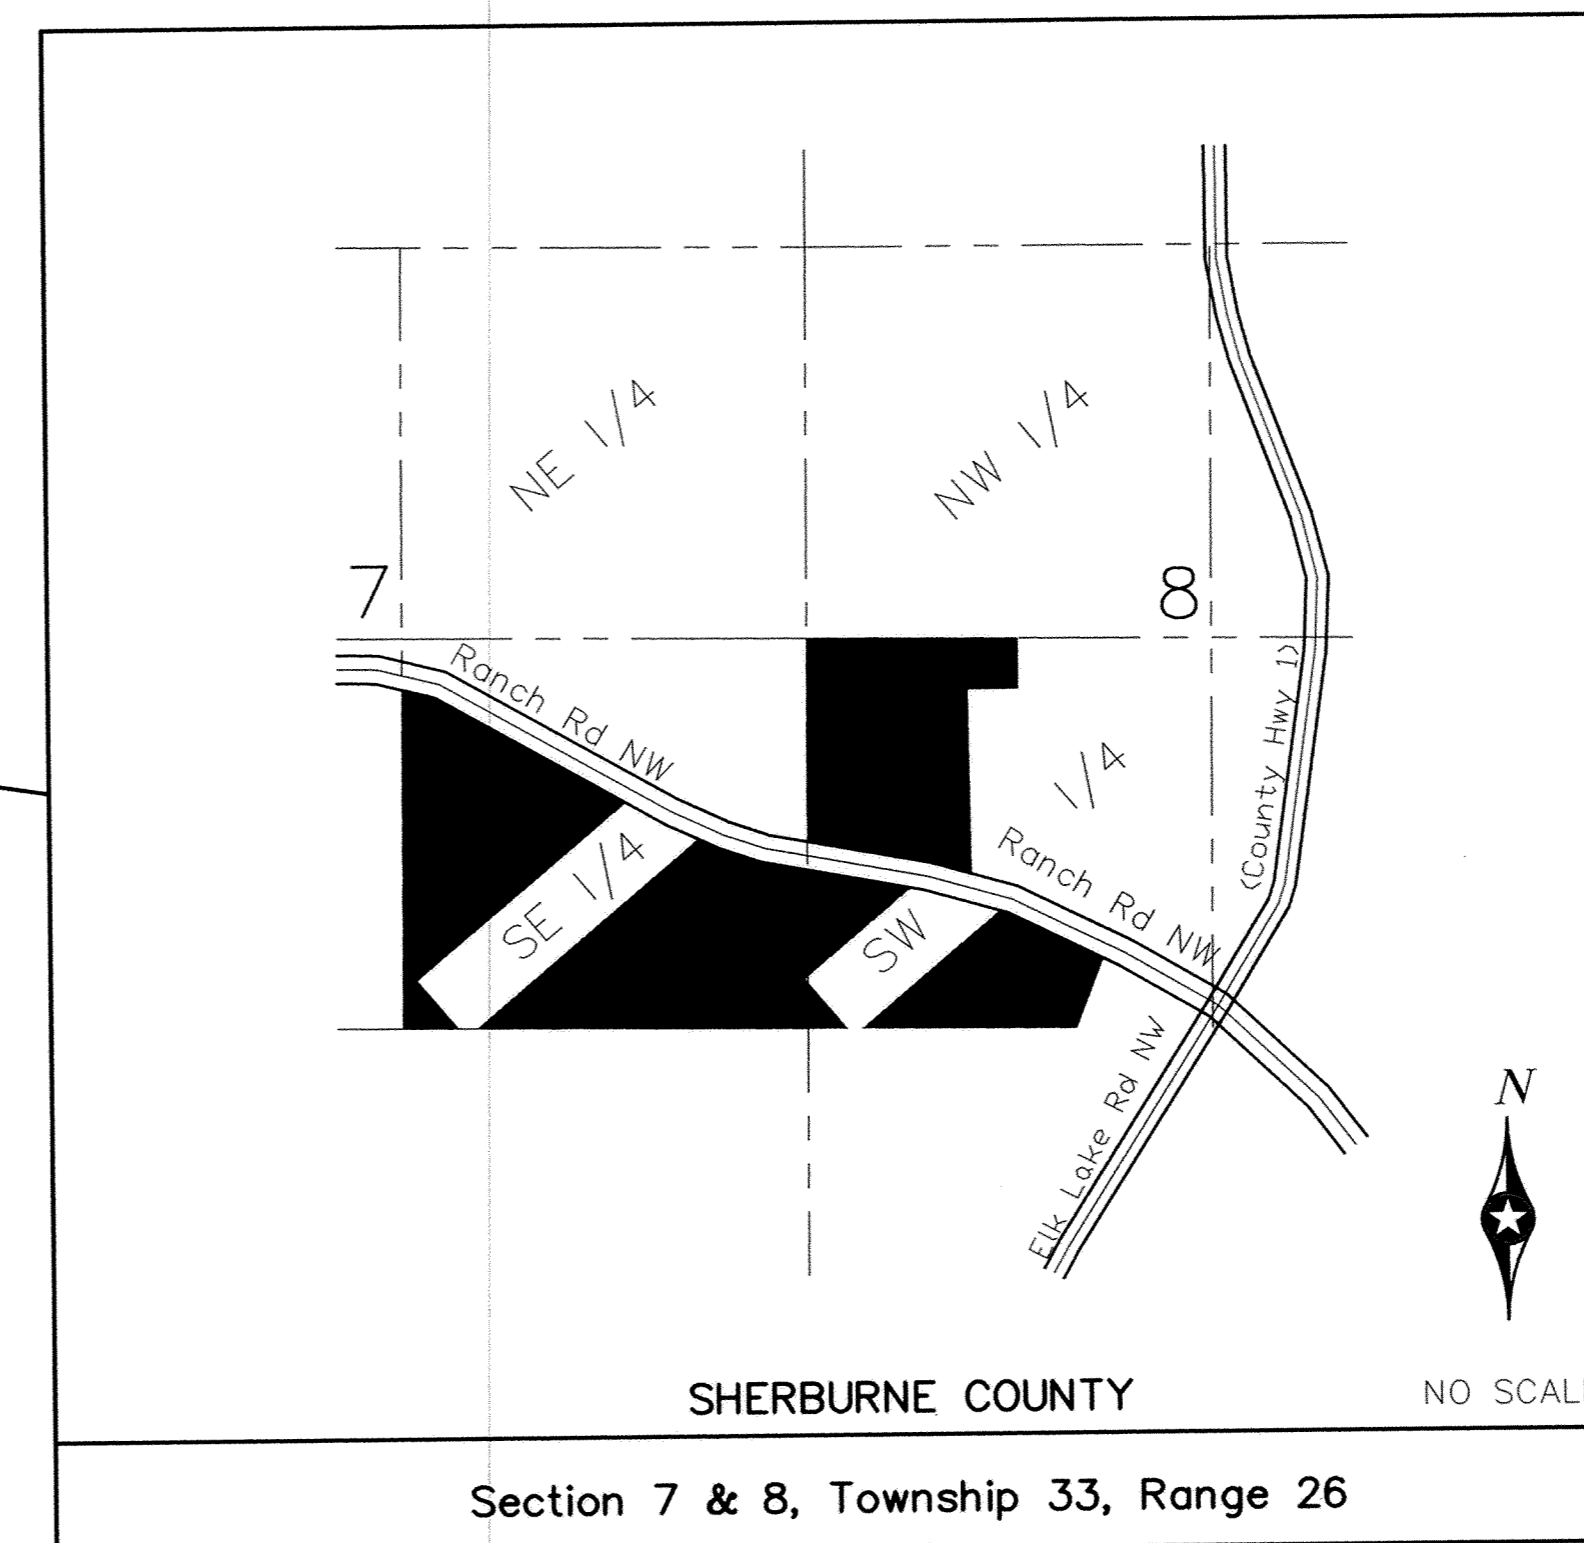 NE 1/4
NW 1/4
7
8
Ranch Rd NW
(County Hwy 1)
1/4
Ranch Rd NW
SE 1/4
SW
Elk Lake Rd NW
N
SHERBURNE COUNTY
NO SCAL
Section 7 & 8, Township 33, Range 26